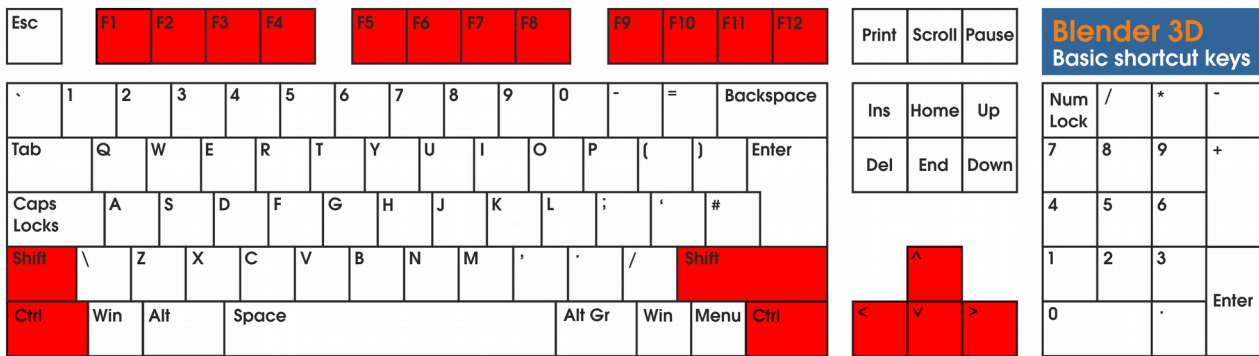 Esc F1 F2 F3 F4 F5 F6 F7 F8 F9 F10 F11 F12 Print Scroll Pause
Blender 3D
Basic shortcut keys
` 1 2 3 4 5 6 7 8 9 0 - = Backspace Ins Home Up Num Lock / * -
Tab Q W E R T Y U I O P ( ) Enter Del End Down 7 8 9 +
Caps Locks A S D F G H J K L ; ‘ # 4 5 6
Shift \ Z X C V B N M , . / Shift ^ 1 2 3 Enter
Ctrl Win Alt Space Alt Gr Win Menu Ctrl < v > 0 .